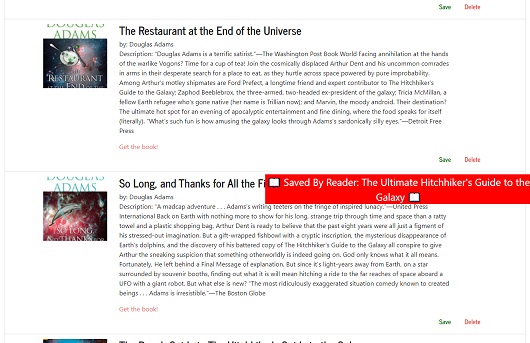 Save Delete
DOUGLAS
ADAMS
RESTAURANT
The Restaurant at the End of the Universe
by: Douglas Adams
Description: "Douglas Adams is a terrific satirist."—The Washington Post Book World Facing annihilation at the hands
of the warlike Vogons? Time for a cup of tea! Join the cosmically displaced Arthur Dent and his uncommon comrades
in arms in their desperate search for a place to eat, as they hurtle across space powered by pure improbability.
Among Arthur's motley shipmates are Ford Prefect, a longtime friend and expert contributor to The Hitchhiker's
Guide to the Galaxy; Zaphod Beeblebrox, the three-armed, two-headed ex-president of the galaxy; Tricia McMillan, a
fellow Earth refugee who's gone native (her name is Trillian now); and Marvin, the moody android. Their destination?
The ultimate hot spot for an evening of apocalyptic entertainment and fine dining, where the food speaks for itself
(literally). "What's such fun is how amusing the galaxy looks through Adams's sardonically silly eyes."—Detroit Free
Press
Get the book!
Save Delete
DOUGLAS
ADAMS
So Long, and Thanks for All the Fi
📖 Saved By Reader: The Ultimate Hitchhiker's Guide to the
Galaxy 📖
by: Douglas Adams
Description: "A madcap adventure . . . Adams's writing teeters on the fringe of inspired lunacy."—United Press
International Back on Earth with nothing more to show for his long, strange trip through time and space than a ratty
towel and a plastic shopping bag, Arthur Dent is ready to believe that the past eight years were all just a figment of
his stressed-out imagination. But a gift-wrapped fishbowl with a cryptic inscription, the mysterious disappearance of
Earth's dolphins, and the discovery of his battered copy of The Hitchhiker's Guide to the Galaxy all conspire to give
Arthur the sneaking suspicion that something otherworldly is indeed going on. God only knows what it all means.
Fortunately, He left behind a Final Message of explanation. But since it's light-years away from Earth, on a star
surrounded by souvenir booths, finding out what it is will mean hitching a ride to the far reaches of space aboard a
UFO with a giant robot. But what else is new? "The most ridiculously exaggerated situation comedy known to created
beings . . . Adams is irresistible."—The Boston Globe
Get the book!
Save Delete